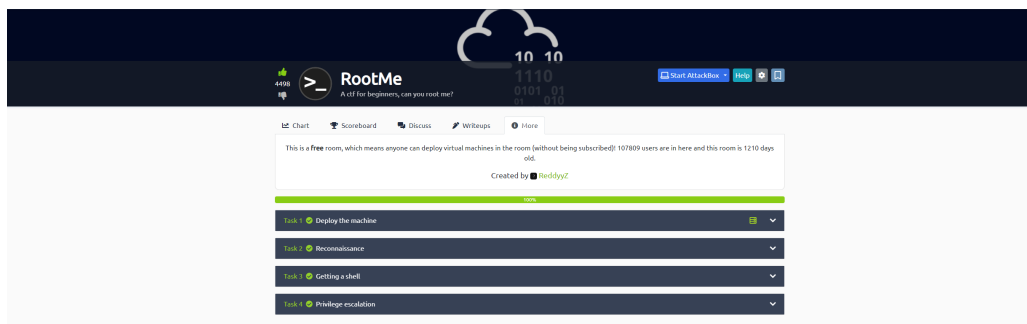 10 10
1110
0101 01
01 010
4498
>_
RootMe
A ctf for beginners, can you root me?
Start AttackBox
Help
Chart
Scoreboard
Discuss
Writeups
More
This is a free room, which means anyone can deploy virtual machines in the room (without being subscribed)! 107809 users are in here and this room is 1210 days
old.
Created by ReddyyZ
100%
Task 1 Deploy the machine
Task 2 Reconnaissance
Task 3 Getting a shell
Task 4 Privilege escalation